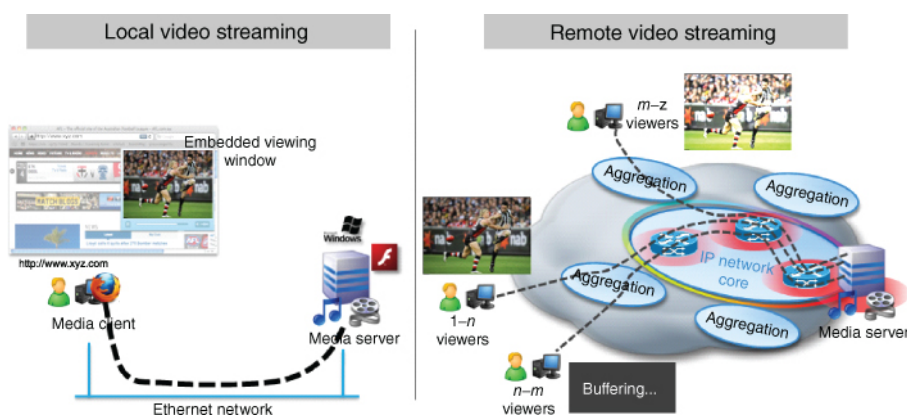 Local video streaming
Embedded viewing
window
http://www.xyz.com
Windows
Media client
Media server
Ethernet network
Remote video streaming
m–z
viewers
Aggregation
Aggregation
IP network
core
Aggregation
Aggregation
Media server
1–n
viewers
n–m
viewers
Buffering...